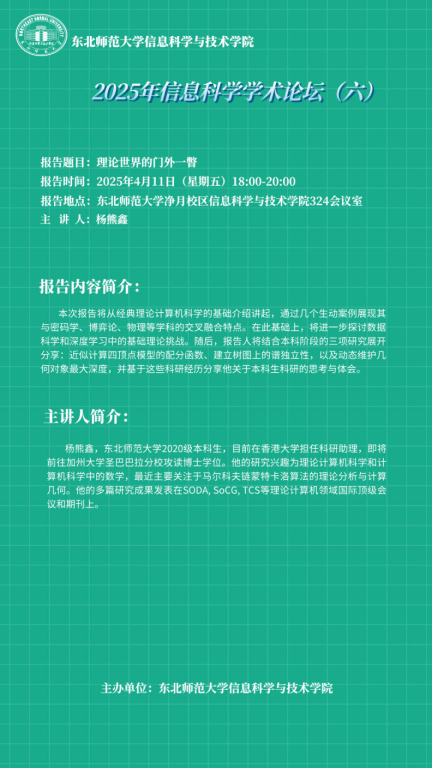 东北师范大学信息科学与技术学院
2025年信息科学学术论坛（六）
报告题目：理论世界的门外一瞥
报告时间：2025年4月11日（星期五）18:00-20:00
报告地点：东北师范大学净月校区信息科学与技术学院324会议室
主 讲 人：杨熊鑫
报告内容简介：
本次报告将从经典理论计算机科学的基础介绍讲起，通过几个生动案例展现其
与密码学、博弈论、物理等学科的交叉融合特点。在此基础上，将进一步探讨数据
科学和深度学习中的基础理论挑战。随后，报告人将结合本科阶段的三项研究展开
分享：近似计算四顶点模型的配分函数、建立树图上的谱独立性，以及动态维护几
何对象最大深度，并基于这些科研经历分享他关于本科生科研的思考与体会。
主讲人简介：
杨熊鑫，东北师范大学2020级本科生，目前在香港大学担任科研助理，即将
前往加州大学圣巴巴拉分校攻读博士学位。他的研究兴趣为理论计算机科学和计
算机科学中的数学，最近主要关注于马尔科夫链蒙特卡洛算法的理论分析与计算
几何。他的多篇研究成果发表在SODA, SoCG, TCS等理论计算机领域国际顶级会
议和期刊上。
主办单位：东北师范大学信息科学与技术学院